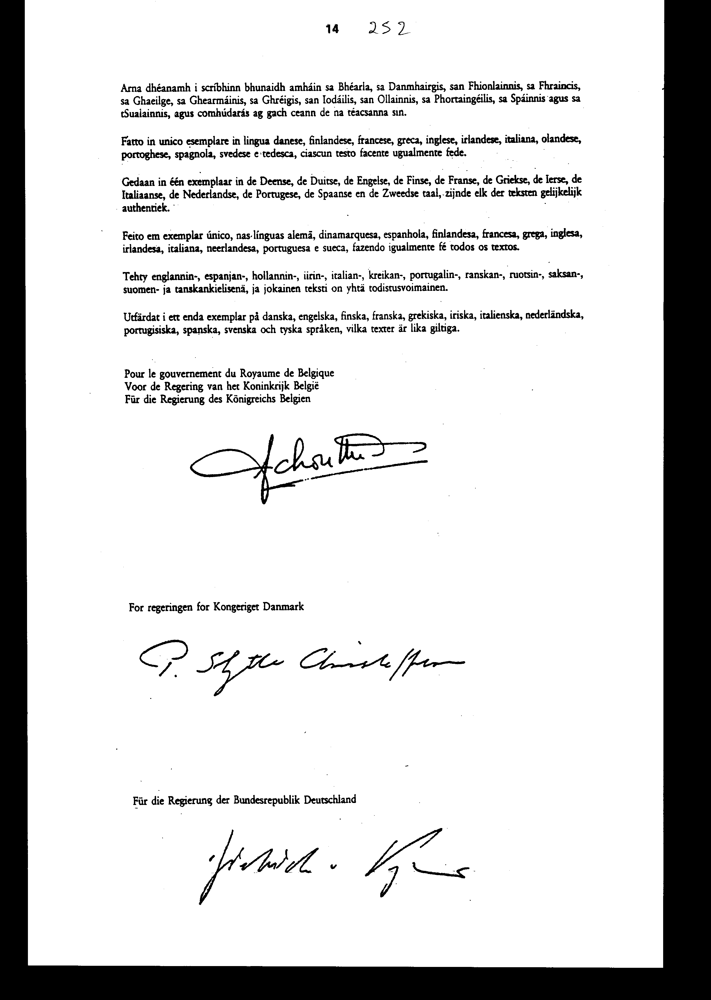 14 252
Arna dhéanamh i scríbhinn bhunaidh amháin sa Bhéarla, sa Danmhairgis, san Fhionlainnis, sa Fhraincis,
sa Ghaeilge, sa Ghearmáinis, sa Ghréigis, san Iodáilis, san Ollainnis, sa Phortaingéilis, sa Spáinnis agus sa
tSualainnis, agus comhúdarás ag gach ceann de na téacsanna sin.
Fatto in unico esemplare in lingua danese, finlandese, francese, greca, inglese, irlandese, italiana, olandese,
portoghese, spagnola, svedese e tedesca, ciascun testo facente ugualmente fede.
Gedaan in één exemplaar in de Deense, de Duitse, de Engelse, de Finse, de Franse, de Griekse, de Ierse, de
Italiaanse, de Nederlandse, de Portugese, de Spaanse en de Zweedse taal, zijnde elk der teksten gelijkelijk
authentiek.
Feito em exemplar único, nas línguas alemã, dinamarquesa, espanhola, finlandesa, francesa, grega, inglesa,
irlandesa, italiana, neerlandesa, portuguesa e sueca, fazendo igualmente fé todos os textos.
Tehty englannin-, espanjan-, hollannin-, iirin-, italian-, kreikan-, portugalin-, ranskan-, ruotsin-, saksan-,
suomen- ja tanskankielisenä, ja jokainen teksti on yhtä todistusvoimainen.
Utfärdat i ett enda exemplar på danska, engelska, finska, franska, grekiska, iriska, italienska, nederländska,
portugisiska, spanska, svenska och tyska språken, vilka texter är lika giltiga.
Pour le gouvernement du Royaume de Belgique
Voor de Regering van het Koninkrijk België
Für die Regierung des Königreichs Belgien
For regeringen for Kongeriget Danmark
P.
Für die Regierung der Bundesrepublik Deutschland